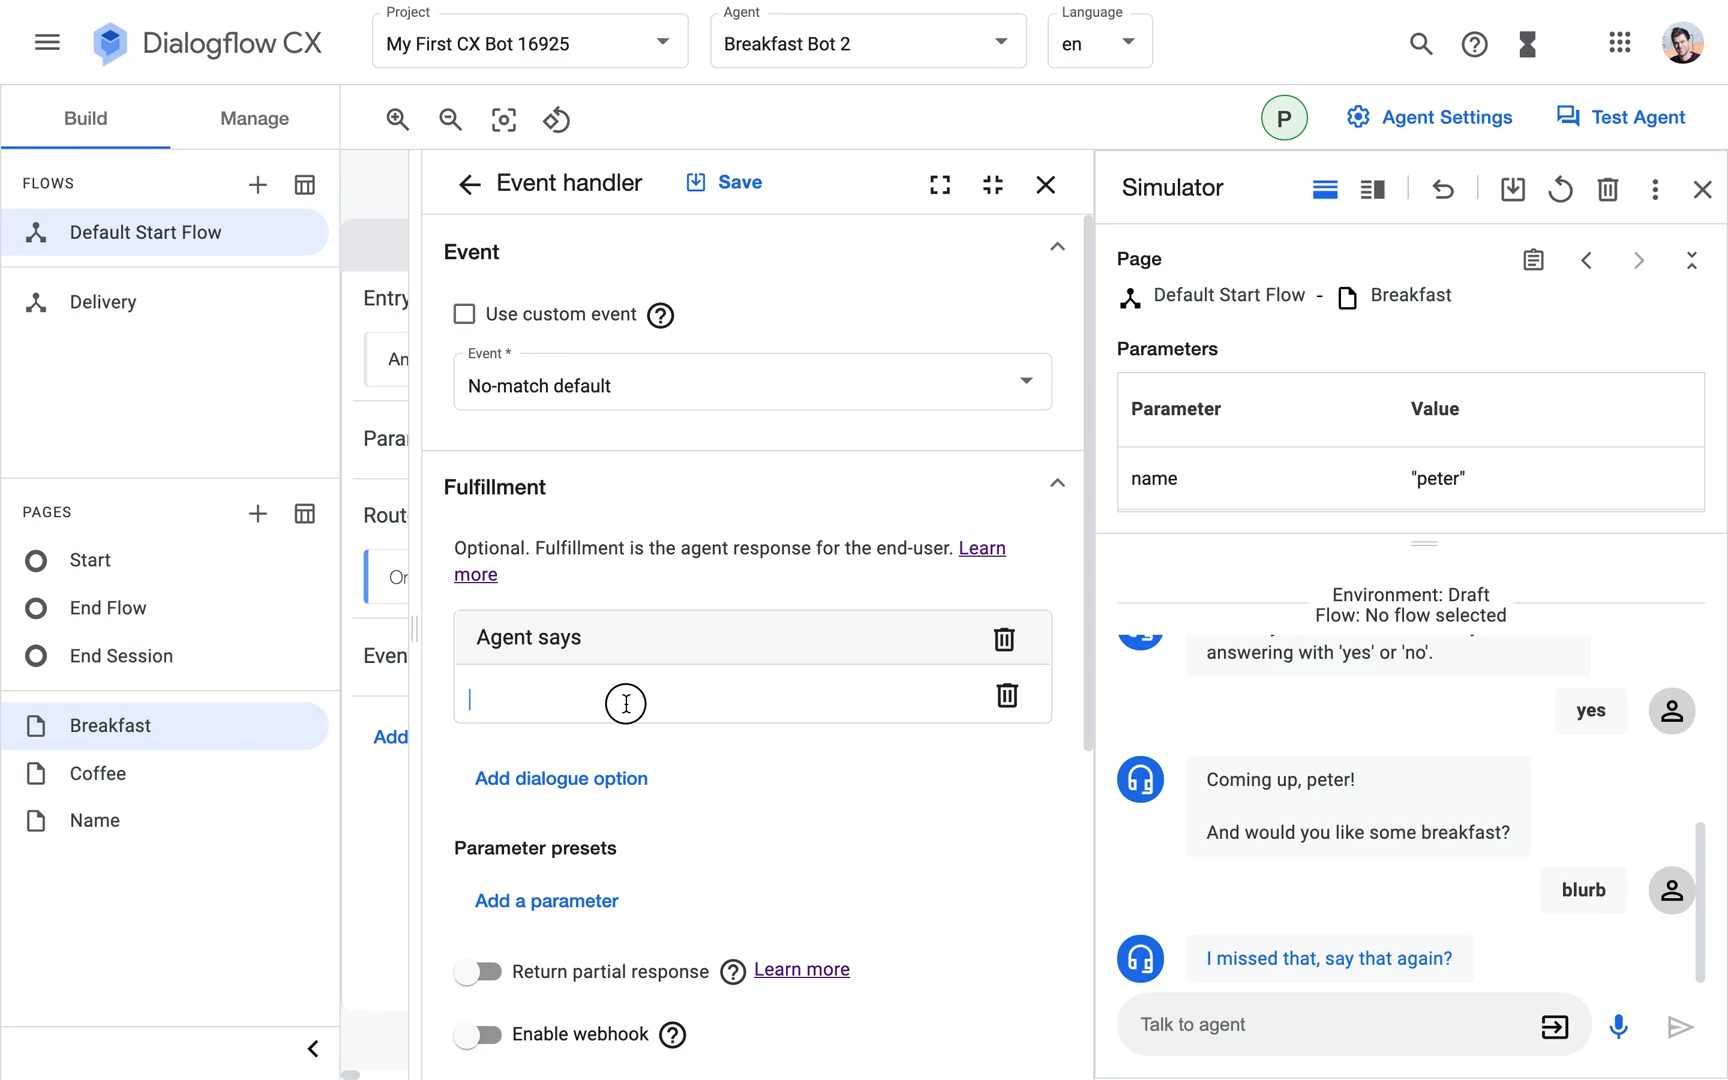 Dialogflow CX
Project
My First CX Bot 16925
Agent
Breakfast Bot 2
Language
en
Build
Manage
P
Agent Settings
Test Agent
FLOWS
Default Start Flow
Delivery
PAGES
Start
End Flow
End Session
Breakfast
Coffee
Name
Entry
An
Para
Rout
Or
Even
Add
Event handler
Save
Event
Use custom event
Event *
No-match default
Fulfillment
Optional. Fulfillment is the agent response for the end-user. Learn
more
Agent says
Add dialogue option
Parameter presets
Add a parameter
Return partial response
Learn more
Enable webhook
Simulator
Page
Default Start Flow - Breakfast
Parameters
Parameter Value
name "peter"
Environment: Draft
Flow: No flow selected
answering with 'yes' or 'no'.
yes
Coming up, peter!
And would you like some breakfast?
blurb
I missed that, say that again?
Talk to agent